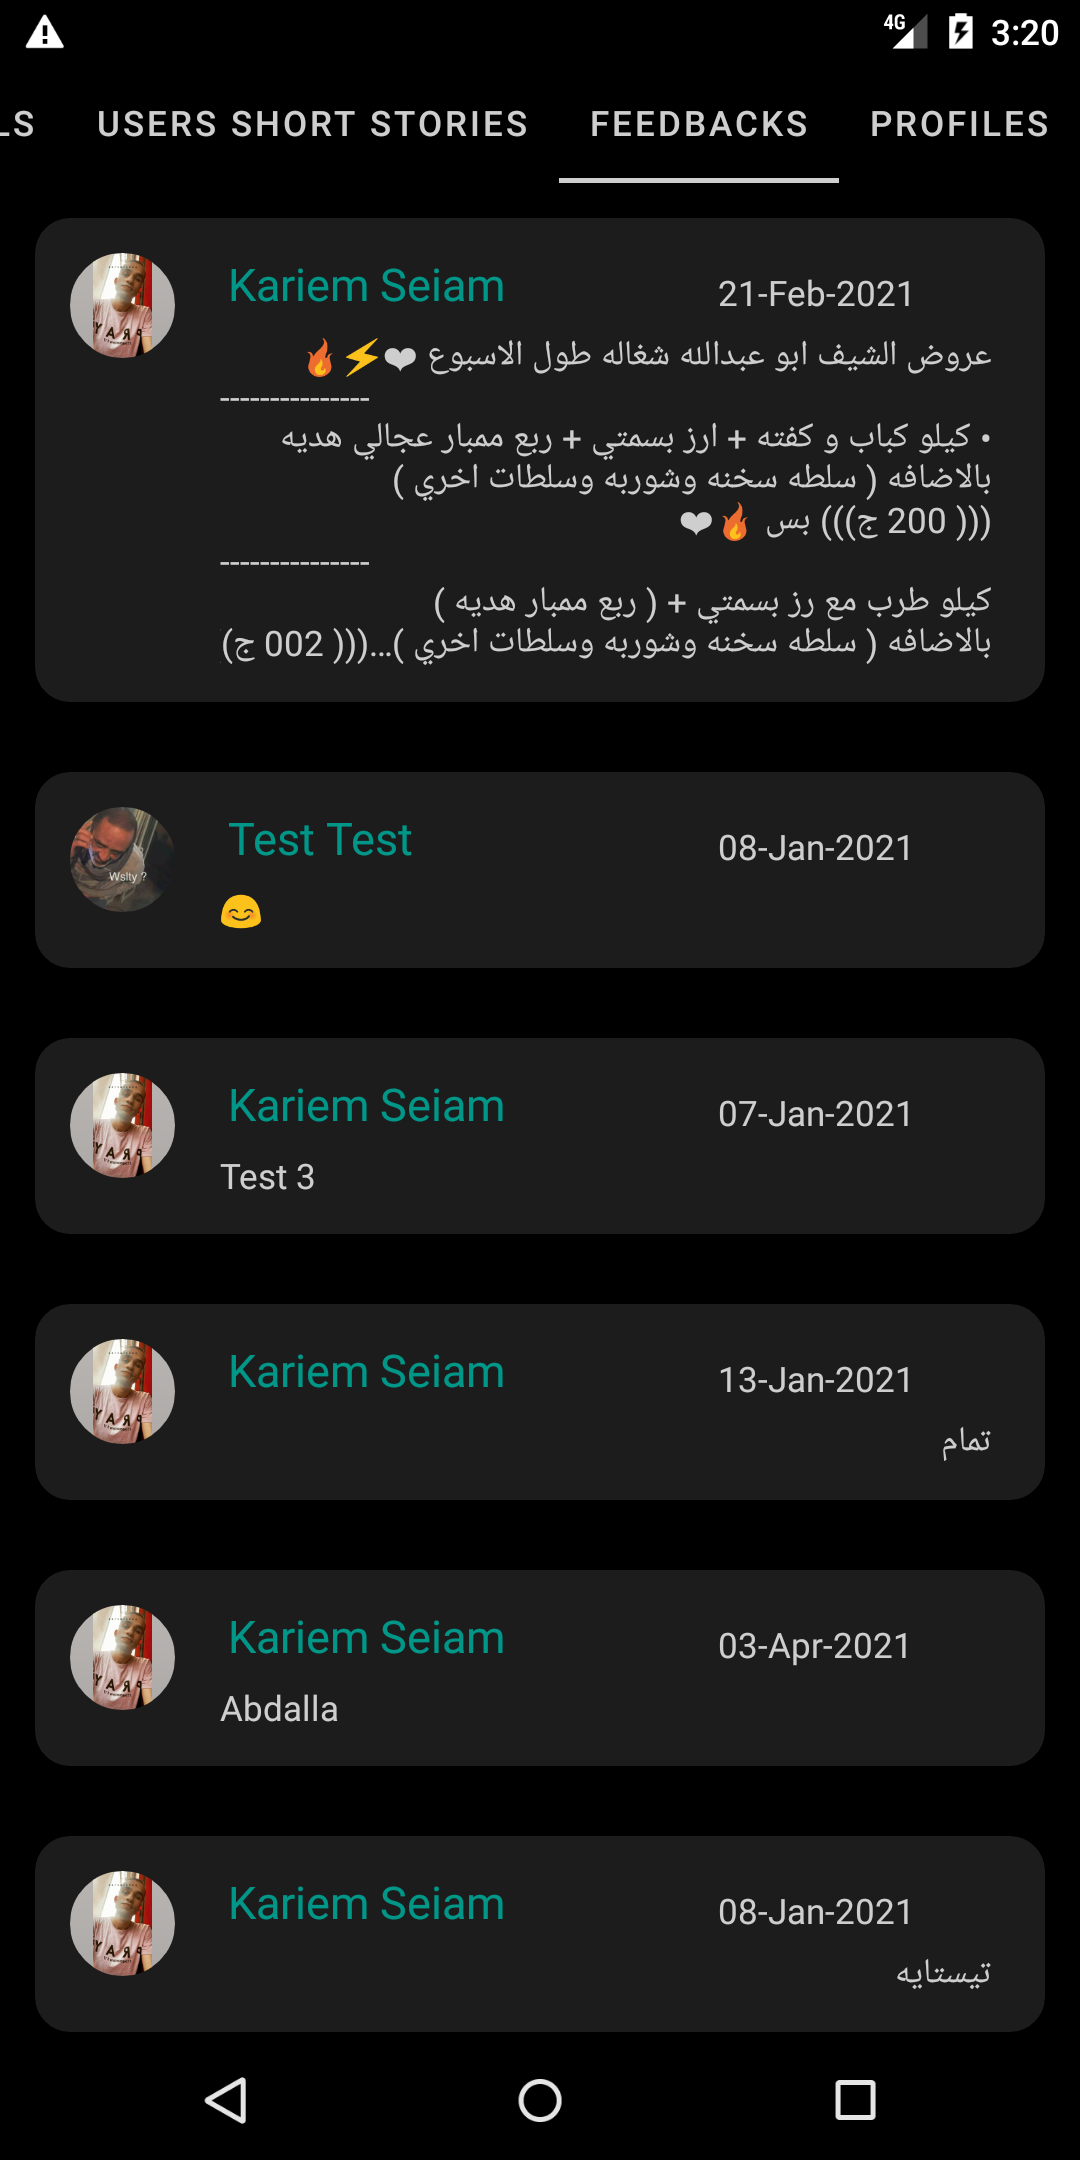 4G 3:20
LS USERS SHORT STORIES FEEDBACKS PROFILES
Kariem Seiam 21-Feb-2021
عروض الشيف ابو عبدالله شغاله طول الاسبوع ❤⚡🔥
---------------
• كيلو كباب و كفته + ارز بسمتي + ربع ممبار عجالي هديه
بالاضافه ( سلطه سخنه وشوربه وسلطات اخري )
((( 200 ج))) بس 🔥❤
---------------
كيلو طرب مع رز بسمتي + ( ربع ممبار هديه )
بالاضافه ( سلطه سخنه وشوربه وسلطات اخري )...((( 002 ج)
Test Test 08-Jan-2021
Wslty ?
😊
Kariem Seiam 07-Jan-2021
Test 3
Kariem Seiam 13-Jan-2021
تمام
Kariem Seiam 03-Apr-2021
Abdalla
Kariem Seiam 08-Jan-2021
تيستايه